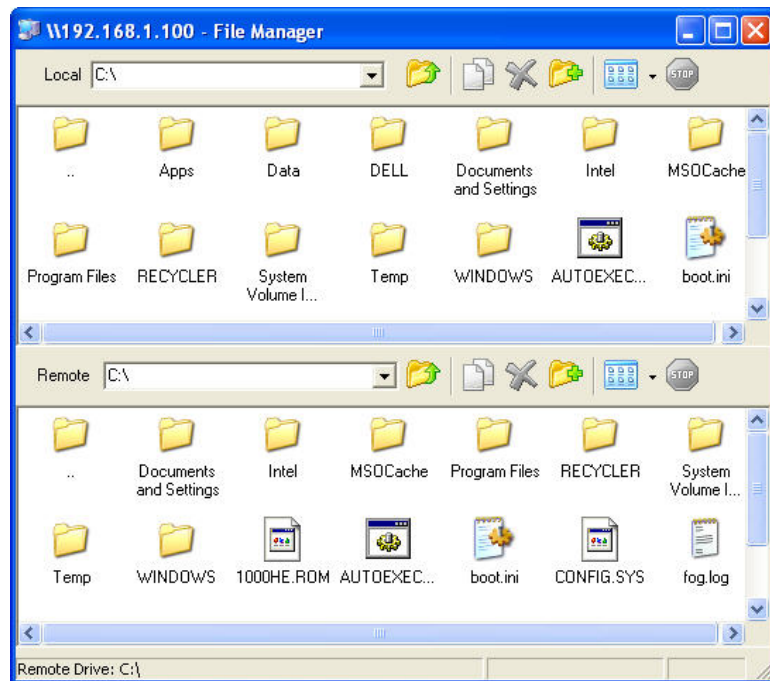 \\192.168.1.100 - File Manager
Local C:\
STOP
.. Apps Data DELL Documents and Settings Intel MSOCache
Program Files RECYCLER System Volume I... Temp WINDOWS AUTOEXEC... boot.ini
Remote C:\
STOP
.. Documents and Settings Intel MSOCache Program Files RECYCLER System Volume I...
Temp WINDOWS 1000HE.ROM AUTOEXEC... boot.ini CONFIG.SYS fog.log
Remote Drive: C:\